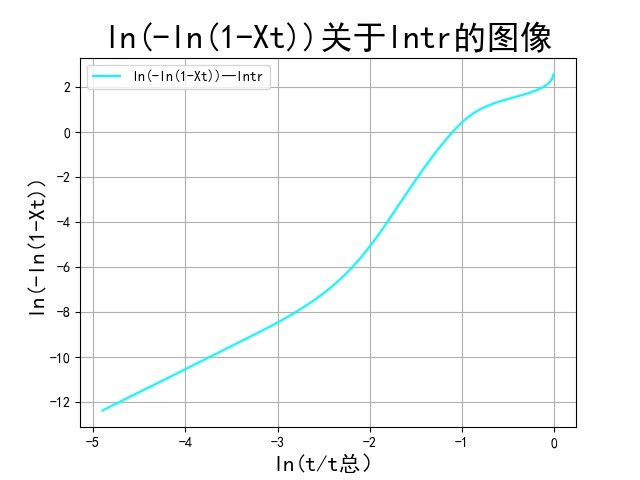 ln(-ln(1-Xt))关于lntr的图像
ln(-ln(1-Xt))—lntr
ln(-ln(1-Xt))
2
0
-2
-4
-6
-8
-10
-12
-5 -4 -3 -2 -1 0
ln(t/t总)